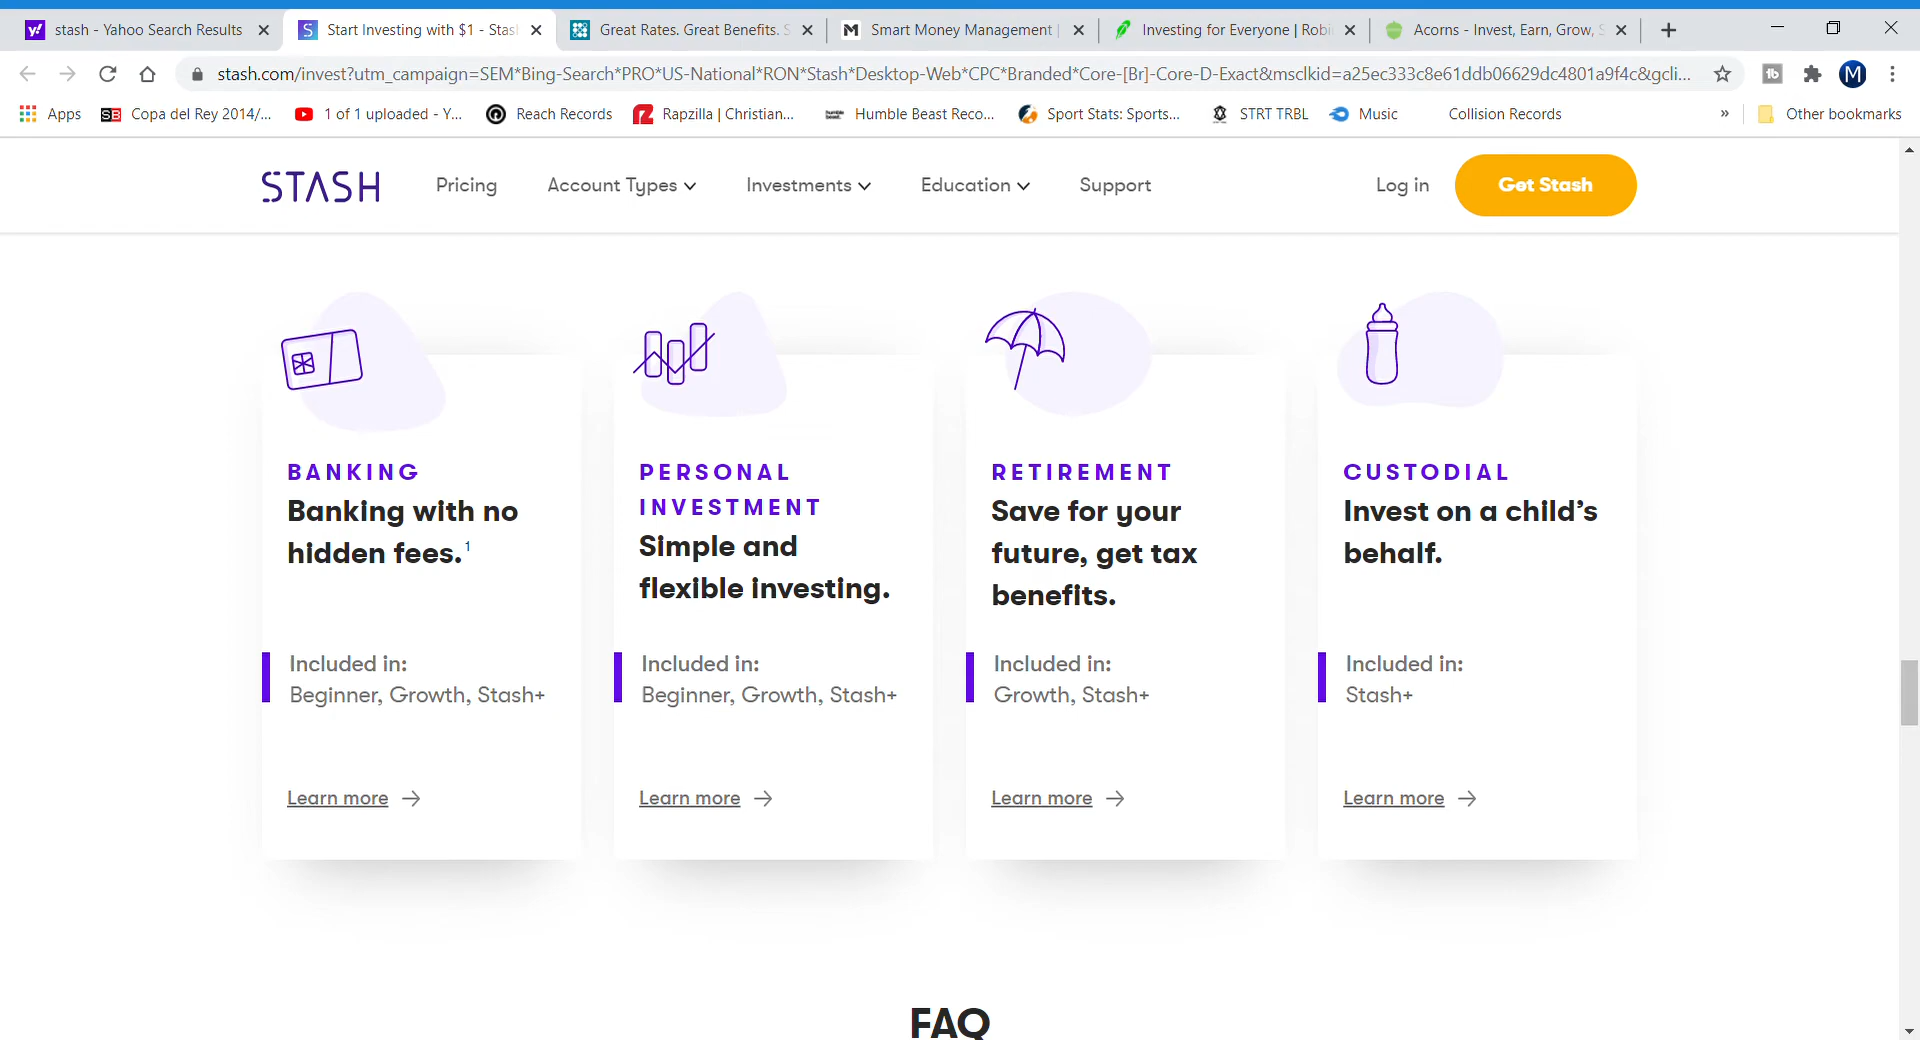 stash - Yahoo Search Results
Start Investing with $1 - Stas
Great Rates. Great Benefits. S
Smart Money Management |
Investing for Everyone | Robi
Acorns - Invest, Earn, Grow, S
stash.com/invest?utm_campaign=SEM*Bing-Search*PRO*US-National*RON*Stash*Desktop-Web*CPC*Branded*Core-[Br]-Core-D-Exact&msclkid=a25ec333c8e61ddb06629dc4801a9f4c&gcli...
M
Apps
Copa del Rey 2014/...
1 of 1 uploaded - Y...
Reach Records
Rapzilla | Christian...
Humble Beast Reco...
Sport Stats: Sports...
STRT TRBL
Music
Collision Records
»
Other bookmarks
STASH
Pricing
Account Types
Investments
Education
Support
Log in
Get Stash
BANKING
Banking with no
hidden fees.1
Included in:
Beginner, Growth, Stash+
Learn more →
PERSONAL
INVESTMENT
Simple and
flexible investing.
Included in:
Beginner, Growth, Stash+
Learn more →
RETIREMENT
Save for your
future, get tax
benefits.
Included in:
Growth, Stash+
Learn more →
CUSTODIAL
Invest on a child's
behalf.
Included in:
Stash+
Learn more →
FAQ